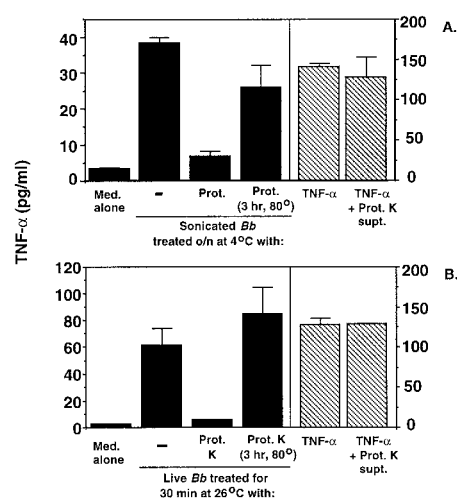 A.
TNF-α (pg/ml)
40
30
20
10
0
200
150
100
50
0
Med. alone
–
Prot.
Prot. (3 hr, 80°)
TNF-α
TNF-α + Prot. K supt.
Sonicated Bb
treated o/n at 4°C with:
B.
120
100
80
60
40
20
0
200
150
100
50
0
Med. alone
–
Prot. K
Prot. K (3 hr, 80°)
TNF-α
TNF-α + Prot. K supt.
Live Bb treated for
30 min at 26°C with: